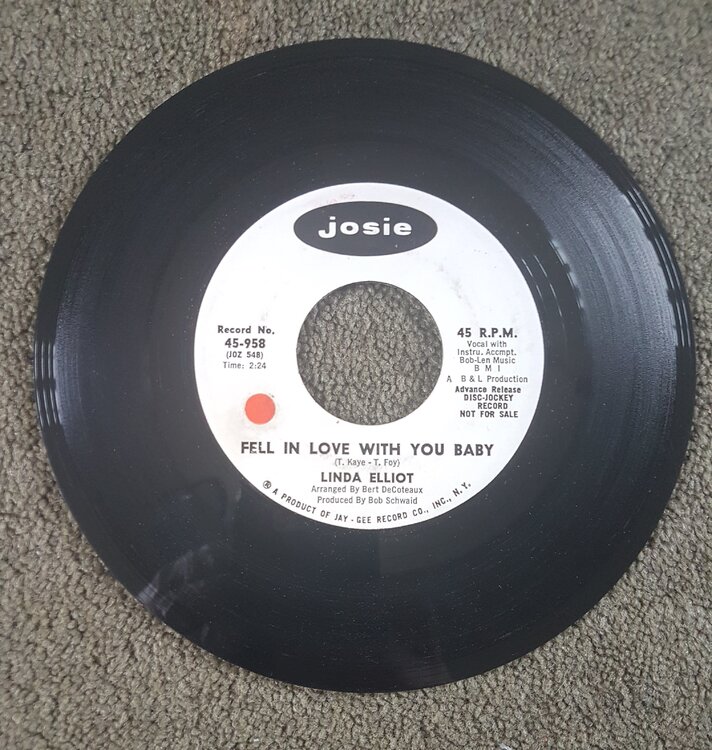 josie
Record No.
45-958
(JOZ 548)
Time: 2:24
45 R.P.M.
Vocal with
Instru. Accmpt.
Bob-Len Music
B M I
A B & L Production
Advance Release
DISC-JOCKEY
RECORD
NOT FOR SALE
FELL IN LOVE WITH YOU BABY
(T. Kaye - T. Foy)
LINDA ELLIOT
Arranged By Bert DeCoteaux
Produced By Bob Schwaid
® A PRODUCT OF JAY - GEE RECORD CO., INC., N. Y.